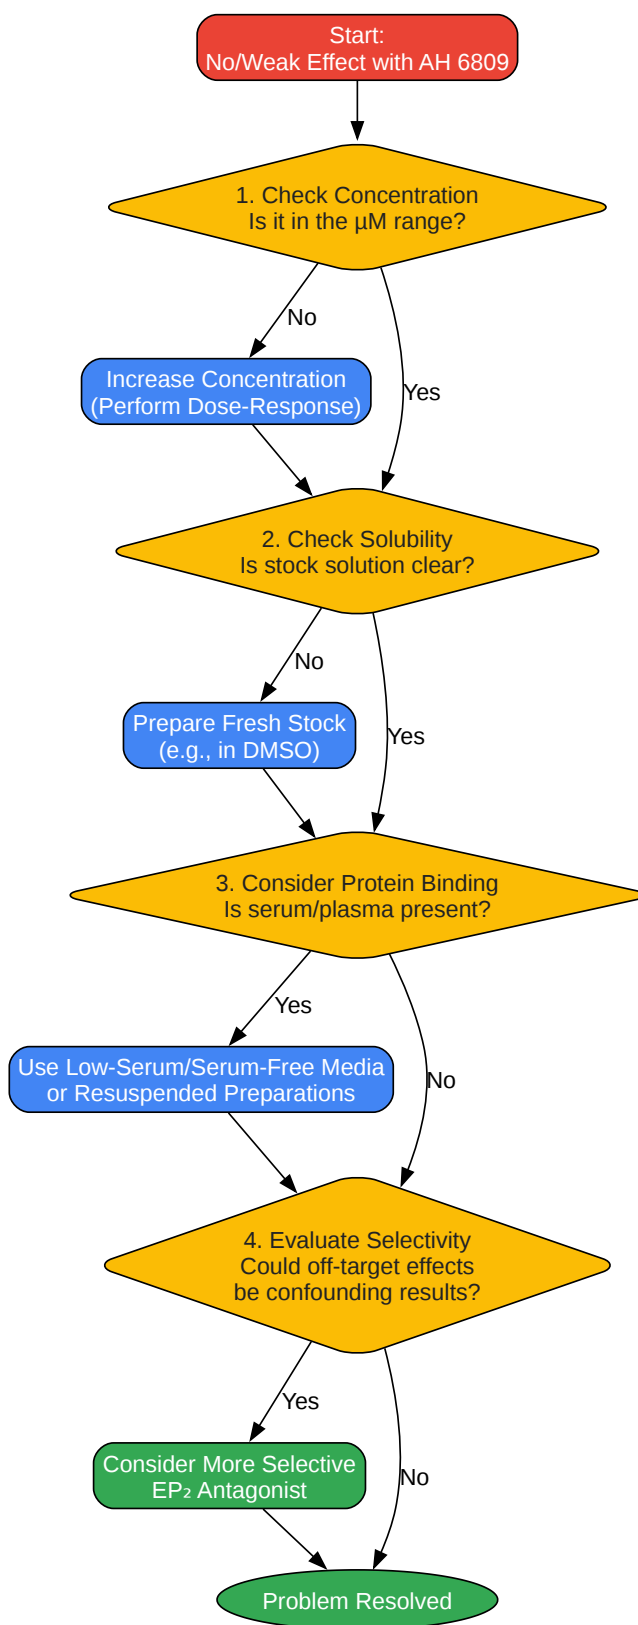 Start:
No/Weak Effect with AH 6809
1. Check Concentration
Is it in the µM range?
No
Increase Concentration
(Perform Dose-Response)
Yes
2. Check Solubility
Is stock solution clear?
No
Prepare Fresh Stock
(e.g., in DMSO)
Yes
3. Consider Protein Binding
Is serum/plasma present?
Yes
Use Low-Serum/Serum-Free Media
or Resuspended Preparations
No
4. Evaluate Selectivity
Could off-target effects
be confounding results?
Yes
Consider More Selective
EP₂ Antagonist
No
Problem Resolved